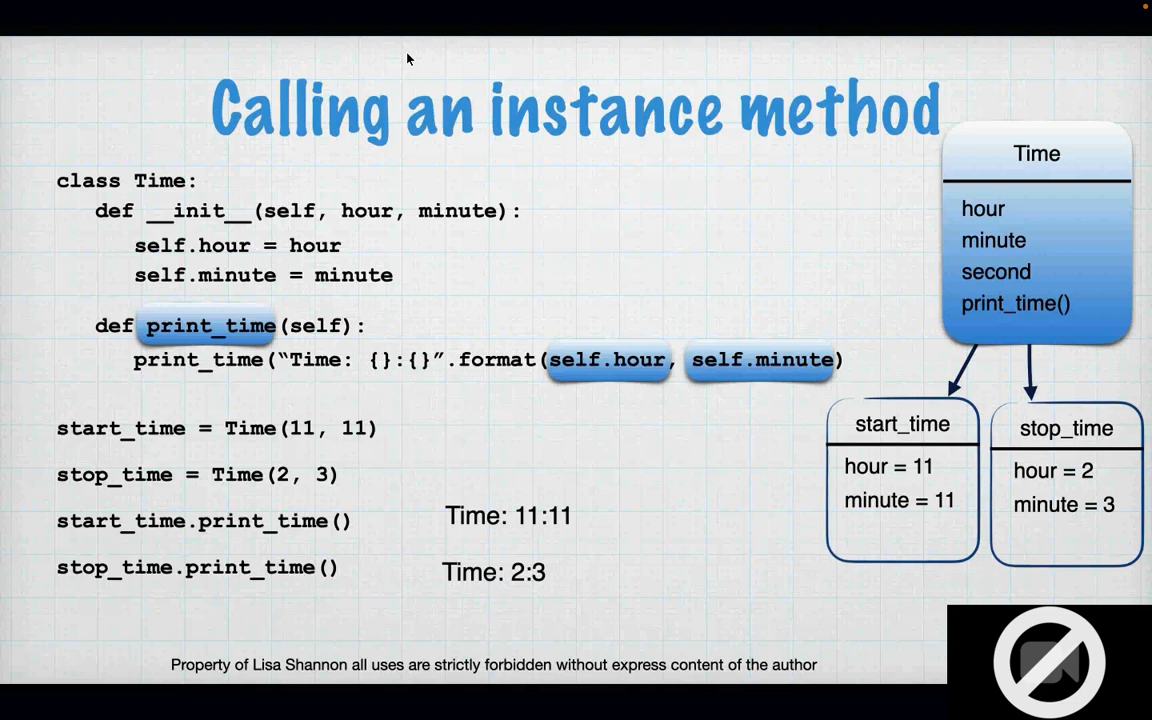 Calling an instance method
class Time:
def __init__(self, hour, minute):
self.hour = hour
self.minute = minute
def print_time(self):
print_time(“Time: {}:{}”.format(self.hour, self.minute)
start_time = Time(11, 11)
stop_time = Time(2, 3)
start_time.print_time()
stop_time.print_time()
Time: 11:11
Time: 2:3
Time
hour
minute
second
print_time()
start_time
hour = 11
minute = 11
stop_time
hour = 2
minute = 3
Property of Lisa Shannon all uses are strictly forbidden without express content of the author